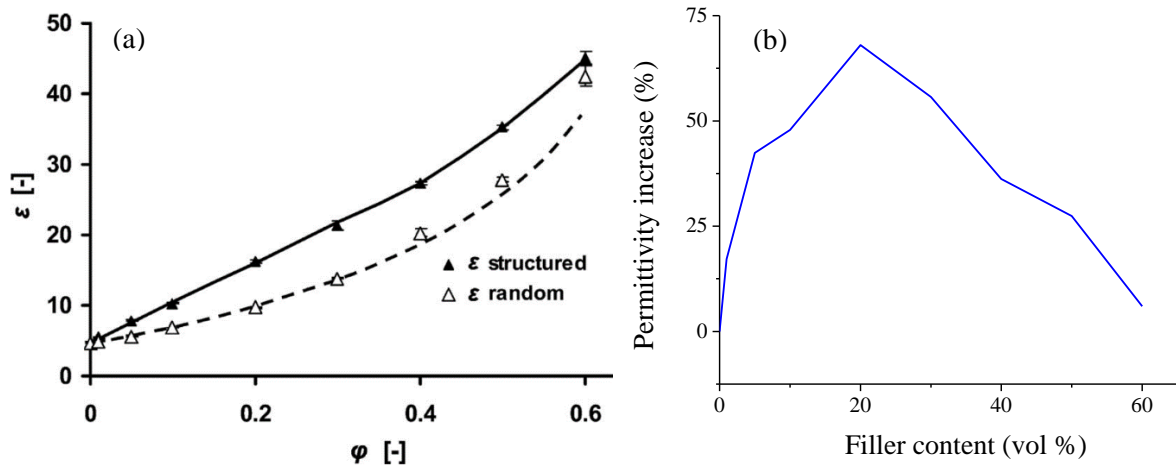 (a)
50
40
30
20
10
0
ε [-]
ε structured
ε random
0
0.2
0.4
0.6
φ [-]
(b)
75
50
25
0
Permittivity increase (%)
0
20
40
60
Filler content (vol %)